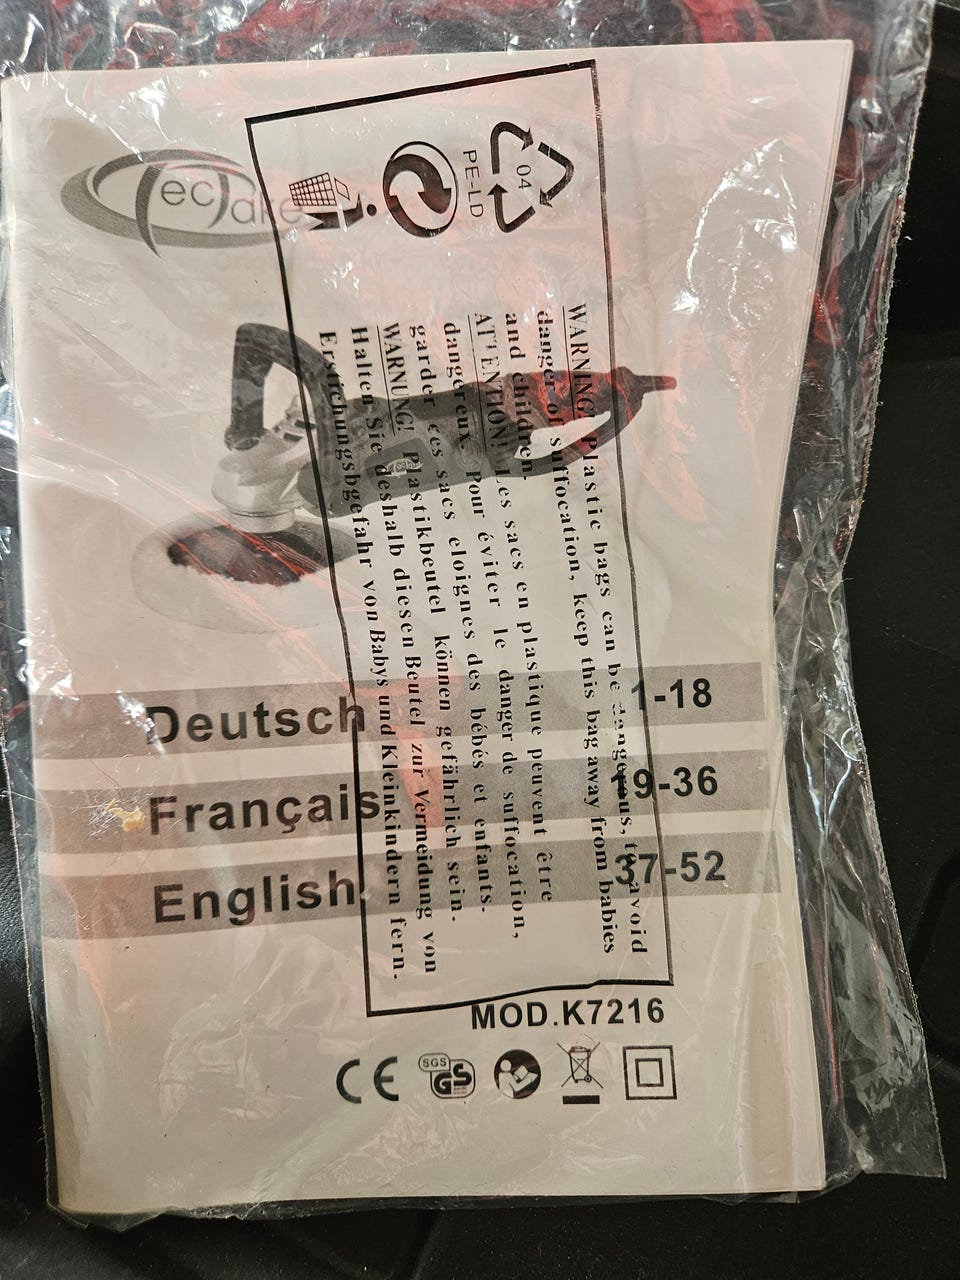 TecTake
04
PE-LD
WARNING! Plastic bags can be dangerous, to avoid
danger of suffocation, keep this bag away from babies
and children.
ATTENTION! Les sacs en plastique peuvent être
dangereux. Pour éviter le danger de suffocation,
garder ces sacs eloignes des bébés et enfants.
WARNUNG! Plastikbeutel können gefährlich sein.
Halten Sie deshalb diesen Beutel zur Vermeidung von
Erstichungsbgefahr von Babys und Kleinkindern fern.
Deutsch 1-18
Français 19-36
English 37-52
MOD.K7216
CE
SGS
GS